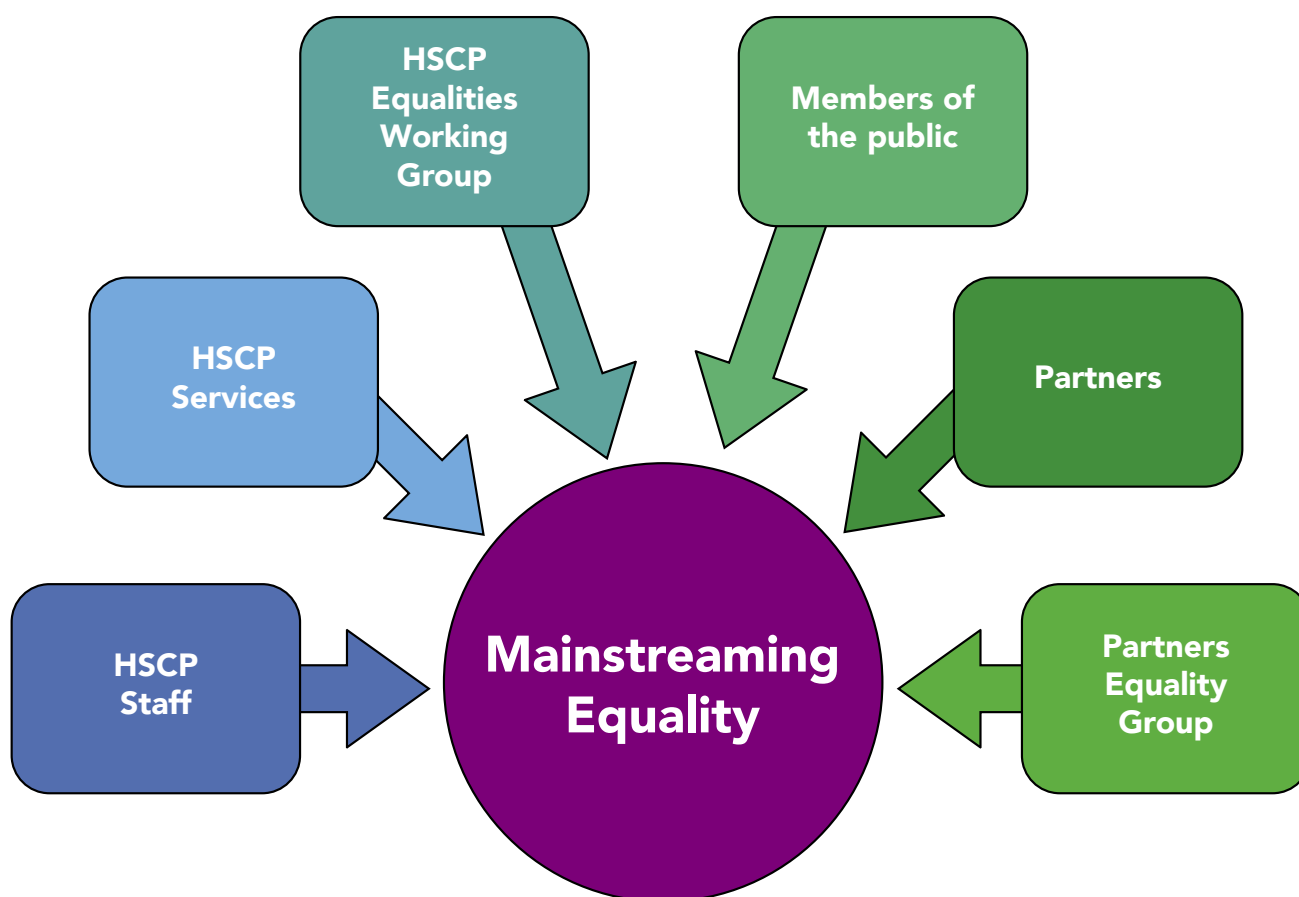 HSCP
Equalities
Working
Group
Members of
the public
HSCP
Services
Partners
HSCP
Staff
Mainstreaming
Equality
Partners
Equality
Group